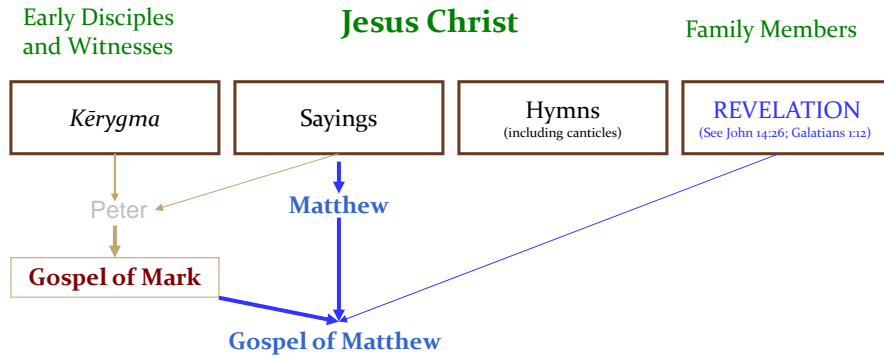 Early Disciples
and Witnesses
Jesus Christ
Family Members
Kērygma
Sayings
Hymns
(including canticles)
REVELATION
(See John 14:26; Galatians 1:12)
Peter
Matthew
Gospel of Mark
Gospel of Matthew